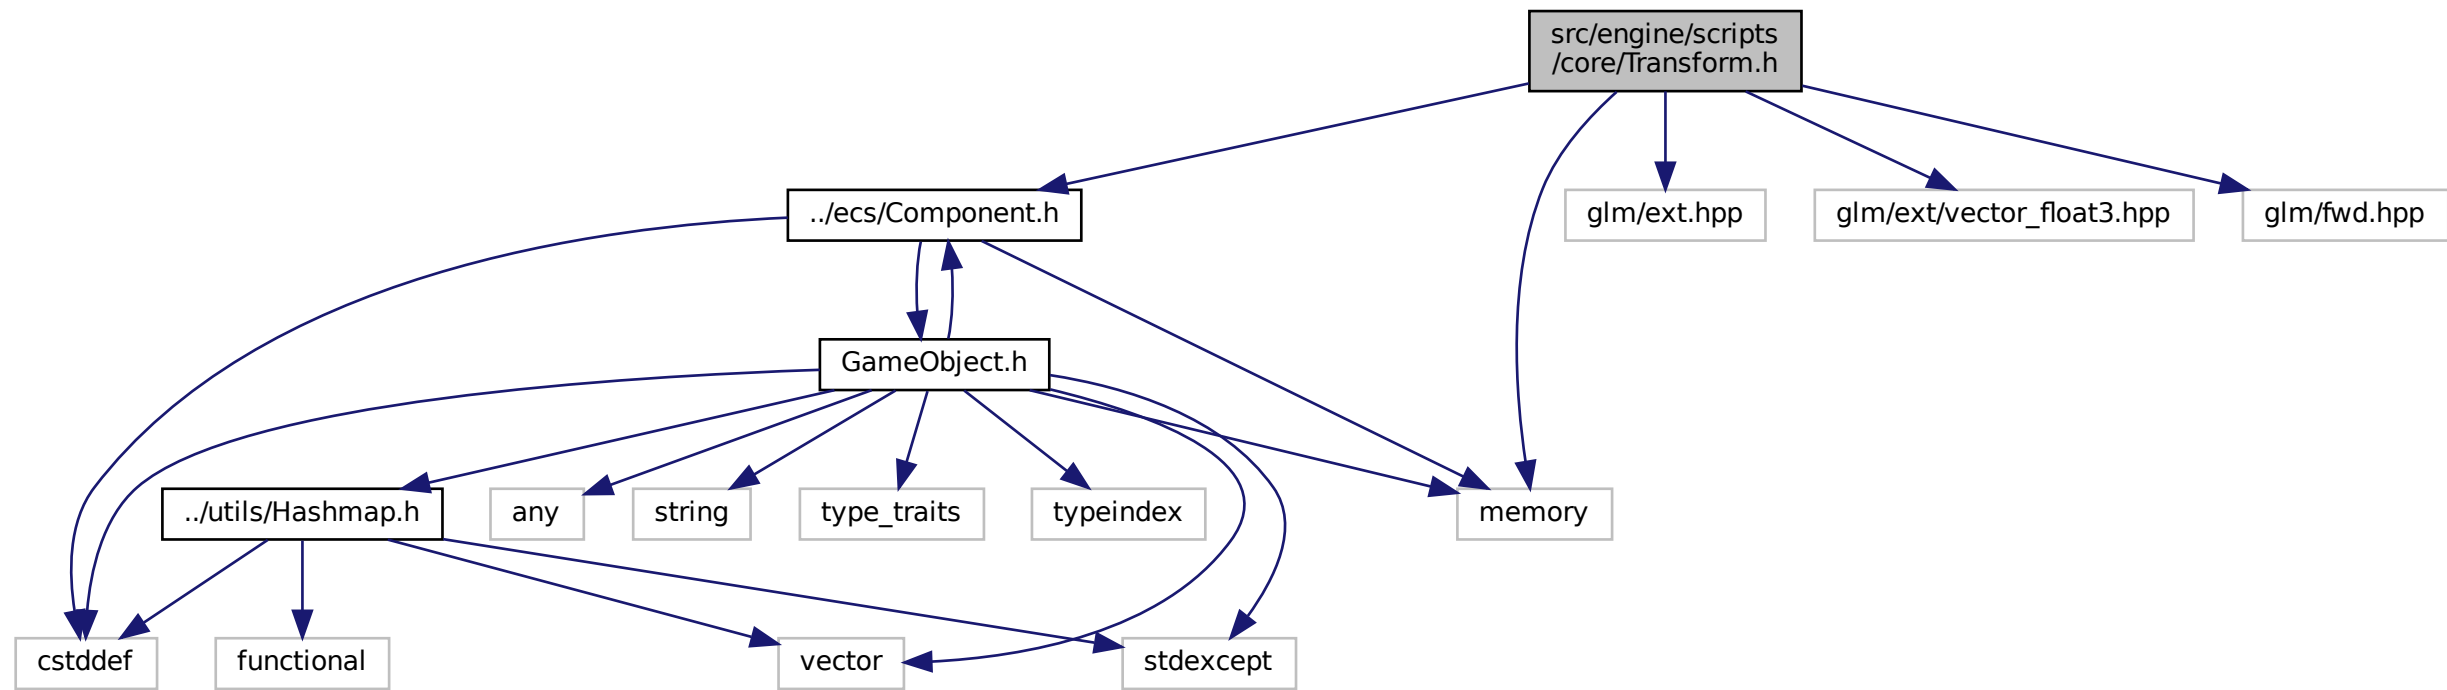 src/engine/scripts
/core/Transform.h
../ecs/Component.h
glm/ext.hpp
glm/ext/vector_float3.hpp
glm/fwd.hpp
GameObject.h
../utils/Hashmap.h
any
string
type_traits
typeindex
memory
cstddef
functional
vector
stdexcept